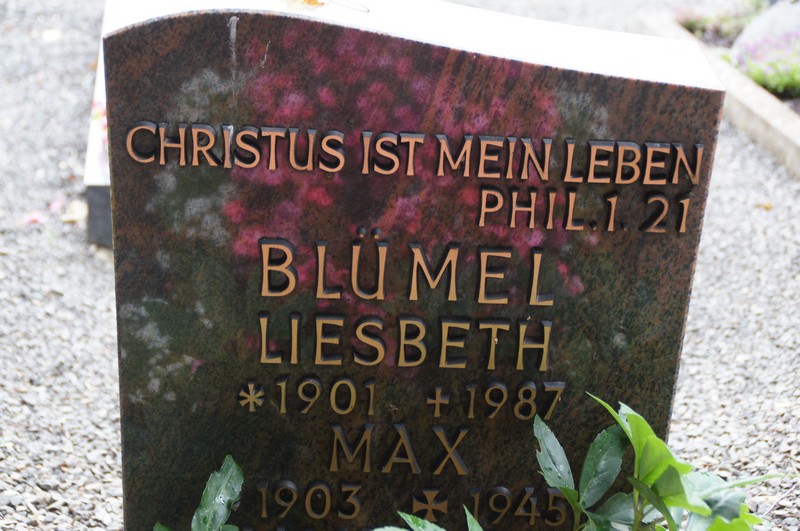 CHRISTUS IST MEIN LEBEN
PHIL. 1. 21
BLÜMEL
LIESBETH
* 1901 + 1987
MAX
1903 ✠ 1945